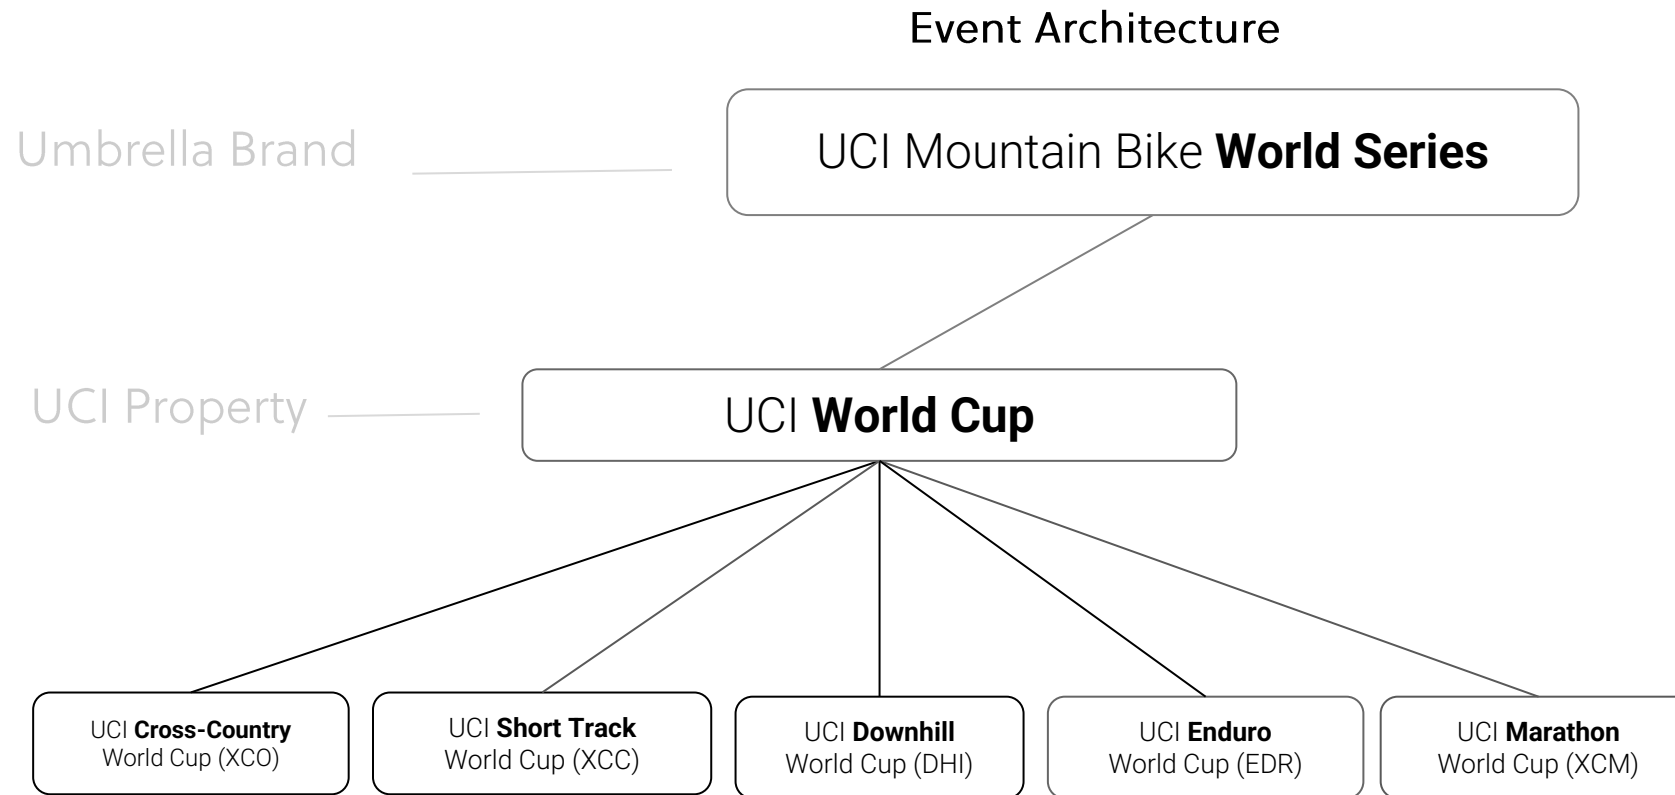 Event Architecture
Umbrella Brand
UCI Mountain Bike World Series
UCI Property
UCI World Cup
UCI Cross-Country
World Cup (XCO)
UCI Short Track
World Cup (XCC)
UCI Downhill
World Cup (DHI)
UCI Enduro
World Cup (EDR)
UCI Marathon
World Cup (XCM)